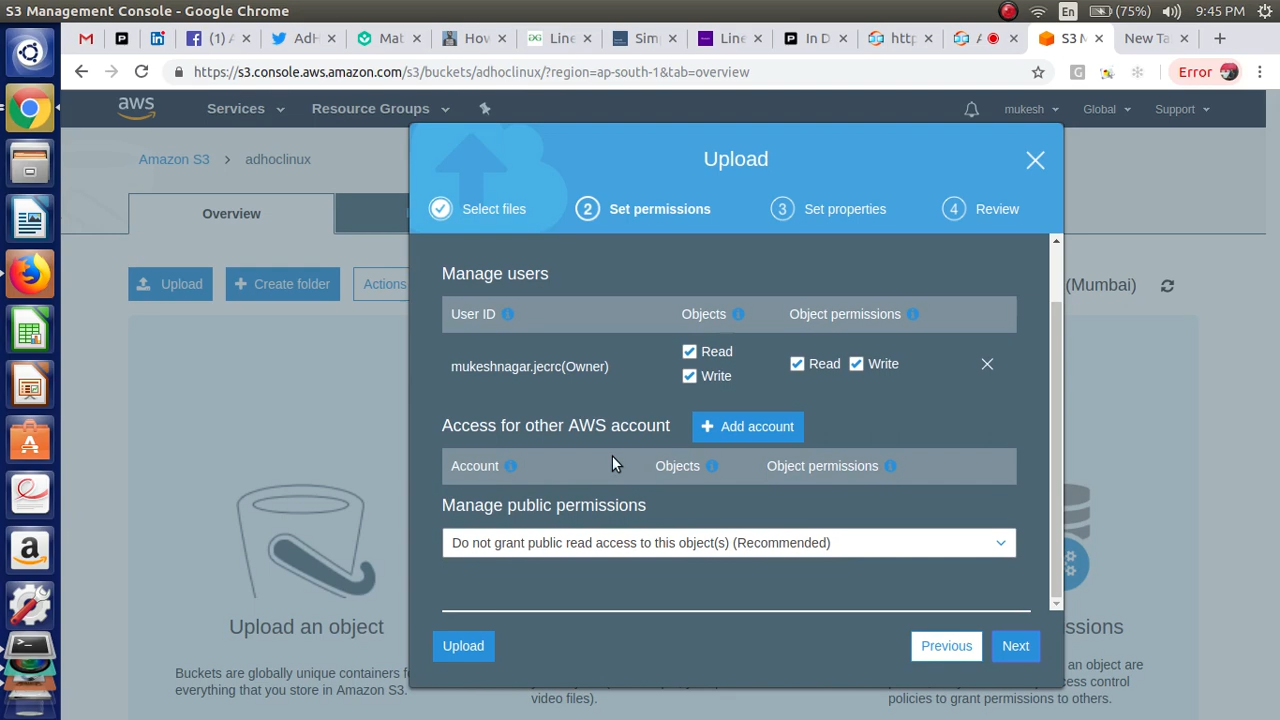 S3 Management Console - Google Chrome
En (75%) 9:45 PM
(1) A
AdH
Mat
How
Line
Sim
Line
In D
http
A
S3 M
New Ta
https://s3.console.aws.amazon.com/s3/buckets/adhoclinux/?region=ap-south-1&tab=overview
Error
aws Services Resource Groups mukesh Global Support
Amazon S3 > adhoclinux
Overview
Upload
Create folder
Actions
(Mumbai)
Upload
Select files
2 Set permissions
3 Set properties
4 Review
Manage users
User ID Objects Object permissions
mukeshnagar.jecrc(Owner)
Read
Write
Read Write
Access for other AWS account
Add account
Account Objects Object permissions
Manage public permissions
Do not grant public read access to this object(s) (Recommended)
Upload
Previous
Next
Upload an object
Buckets are globally unique containers f
everything that you store in Amazon S3.
video files).
ssions
an object are
cess control
policies to grant permissions to others.